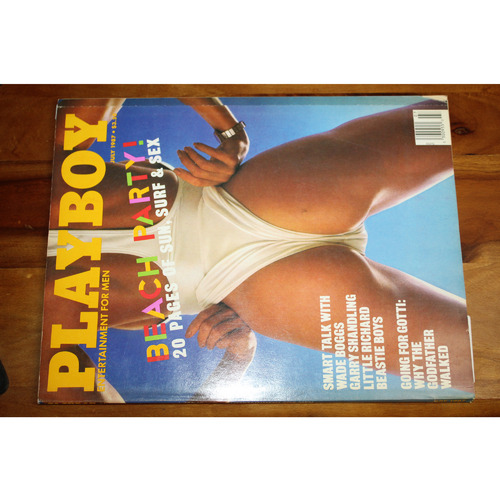 PLAYBOY
ENTERTAINMENT FOR MEN
BEACH PARTY!
20 PAGES OF SUN, SURF & SEX
SMART TALK WITH
WADE BOGGS
GARRY SHANDLING
LITTLE RICHARD
BEASTIE BOYS
GOING FOR GOTTI:
WHY THE
GODFATHER
WALKED
JULY 1987 •